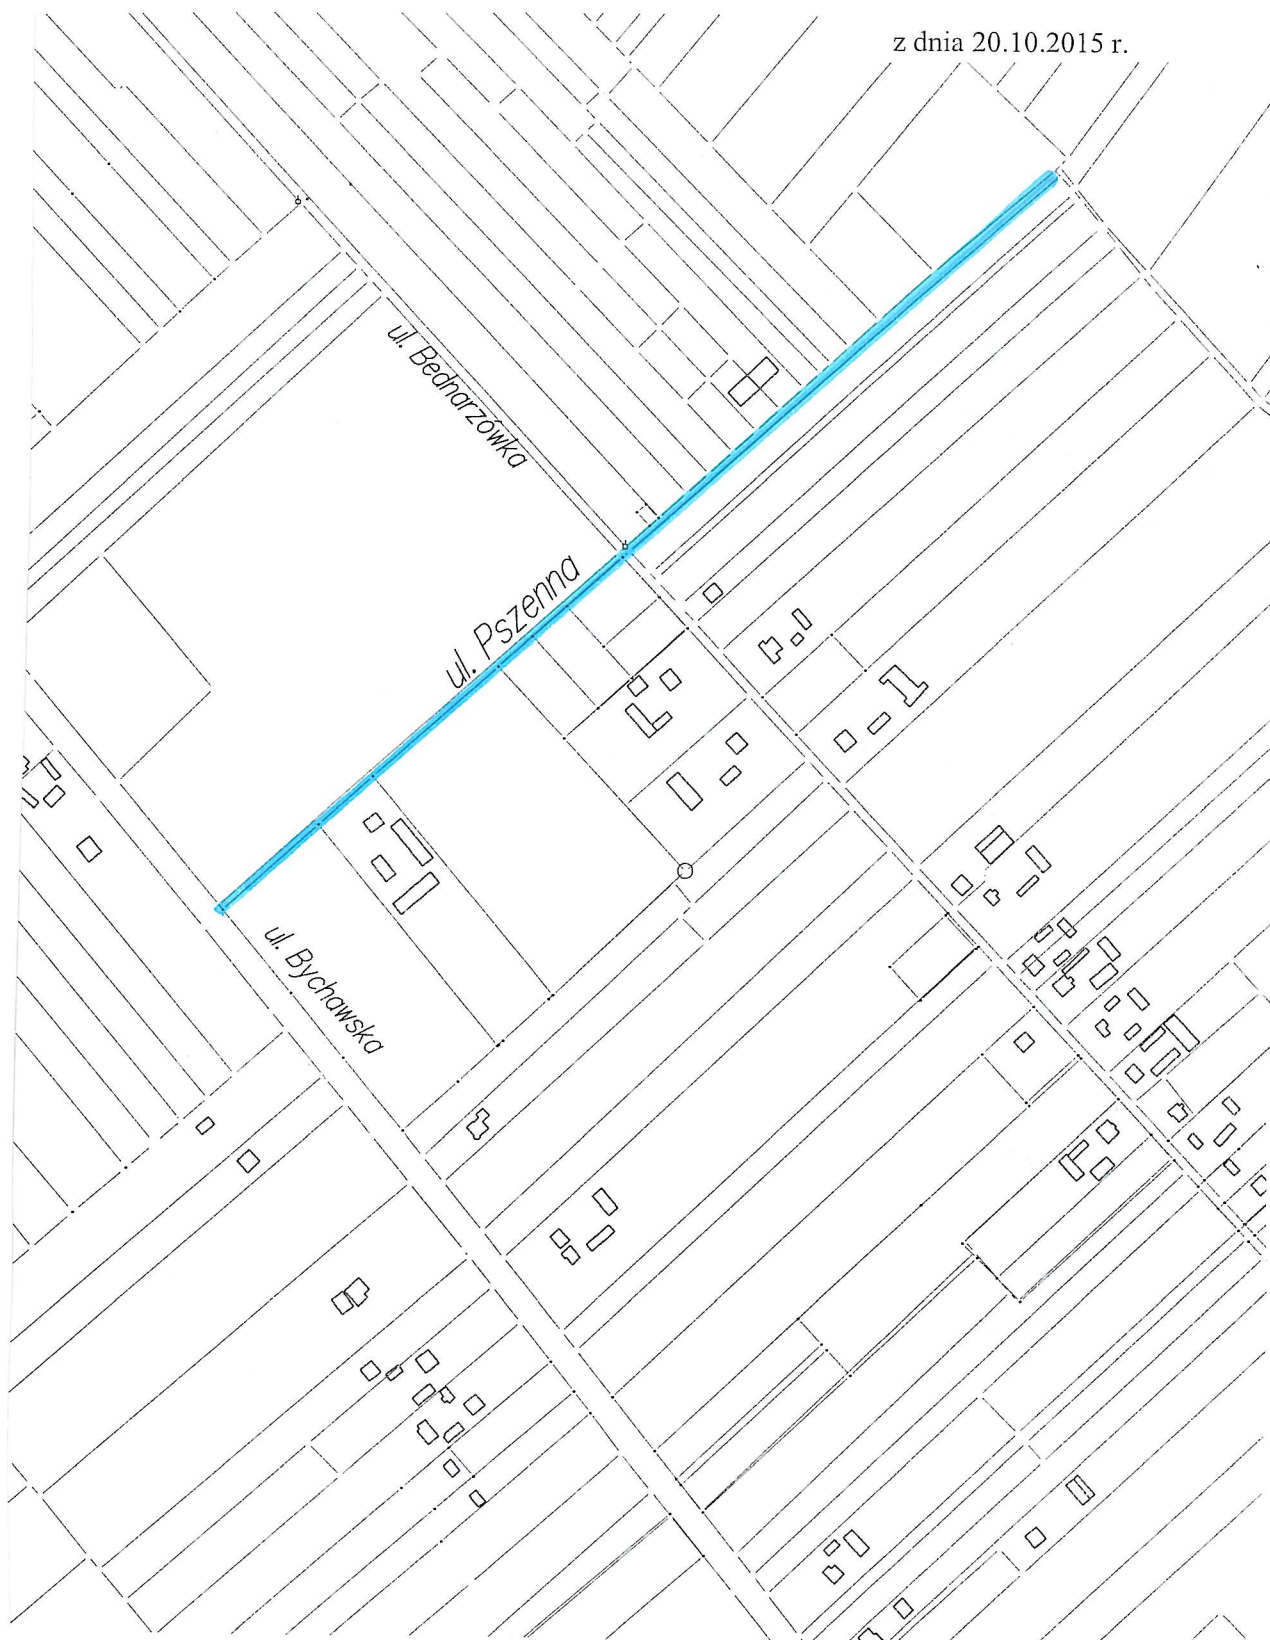 z dnia 20.10.2015 r.
ul. Bednarzówka
ul. Pszenna
ul. Bychawska